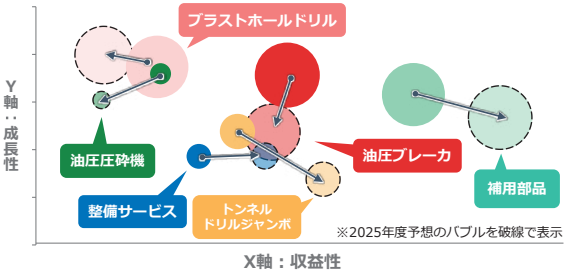 ブラストホールドリル
Y軸：成長性
油圧圧砕機
油圧ブレーカ
整備サービス
トンネル
ドリルジャンボ
補用部品
※2025年度予想のバブルを破線で表示
X軸：収益性